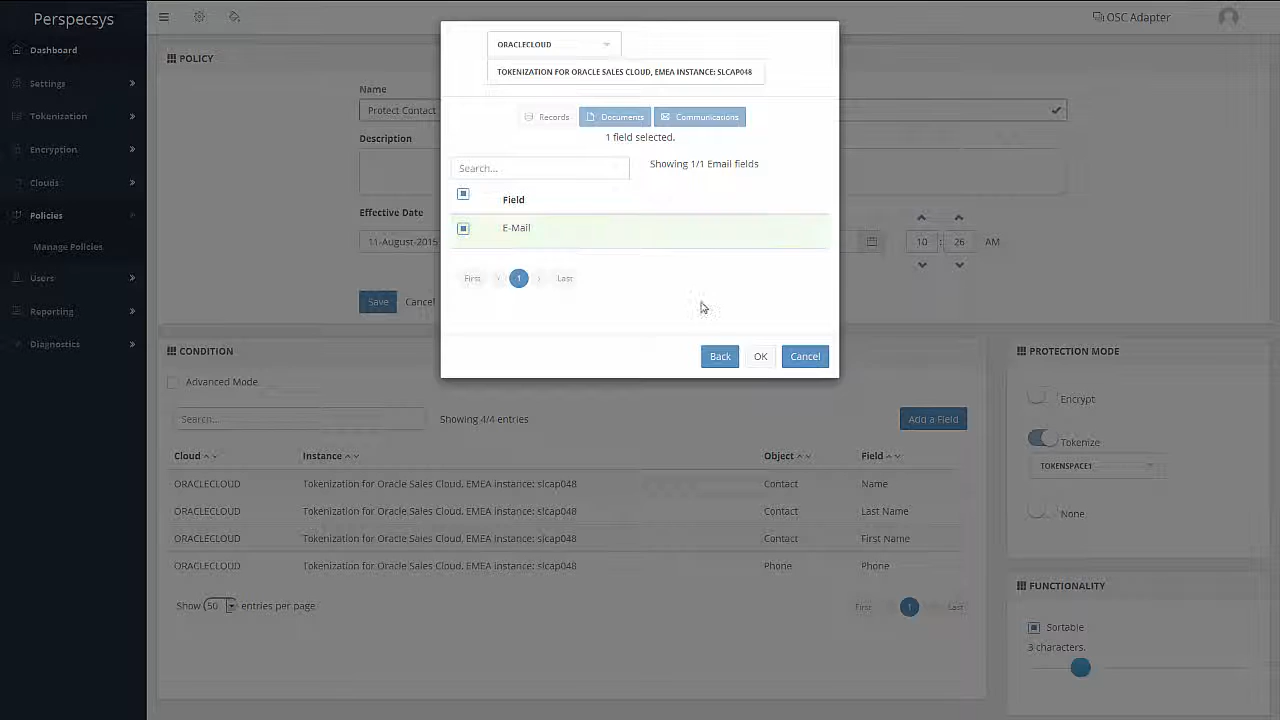 Perspecsys
OSC Adapter
Dashboard
Settings
Tokenization
Encryption
Clouds
Policies
Manage Policies
Users
Reporting
Diagnostics
POLICY
Name
Protect Contact
Description
Effective Date
11-August-2015
10 : 26 AM
Save Cancel
ORACLECLOUD
TOKENIZATION FOR ORACLE SALES CLOUD, EMEA INSTANCE: SLCAP048
Records Documents Communications
1 field selected.
Search... Showing 1/1 Email fields
Field
E-Mail
First ‹ 1 › Last
Back OK Cancel
CONDITION
Advanced Mode
Search... Showing 4/4 entries Add a Field
Cloud Instance Object Field
ORACLECLOUD Tokenization for Oracle Sales Cloud, EMEA instance: slcap048 Contact Name
ORACLECLOUD Tokenization for Oracle Sales Cloud, EMEA instance: slcap048 Contact Last Name
ORACLECLOUD Tokenization for Oracle Sales Cloud, EMEA instance: slcap048 Contact First Name
ORACLECLOUD Tokenization for Oracle Sales Cloud, EMEA instance: slcap048 Phone Phone
Show 50 entries per page First 1 Last
PROTECTION MODE
Encrypt
Tokenize
TOKENSPACE1
None
FUNCTIONALITY
Sortable
3 characters.